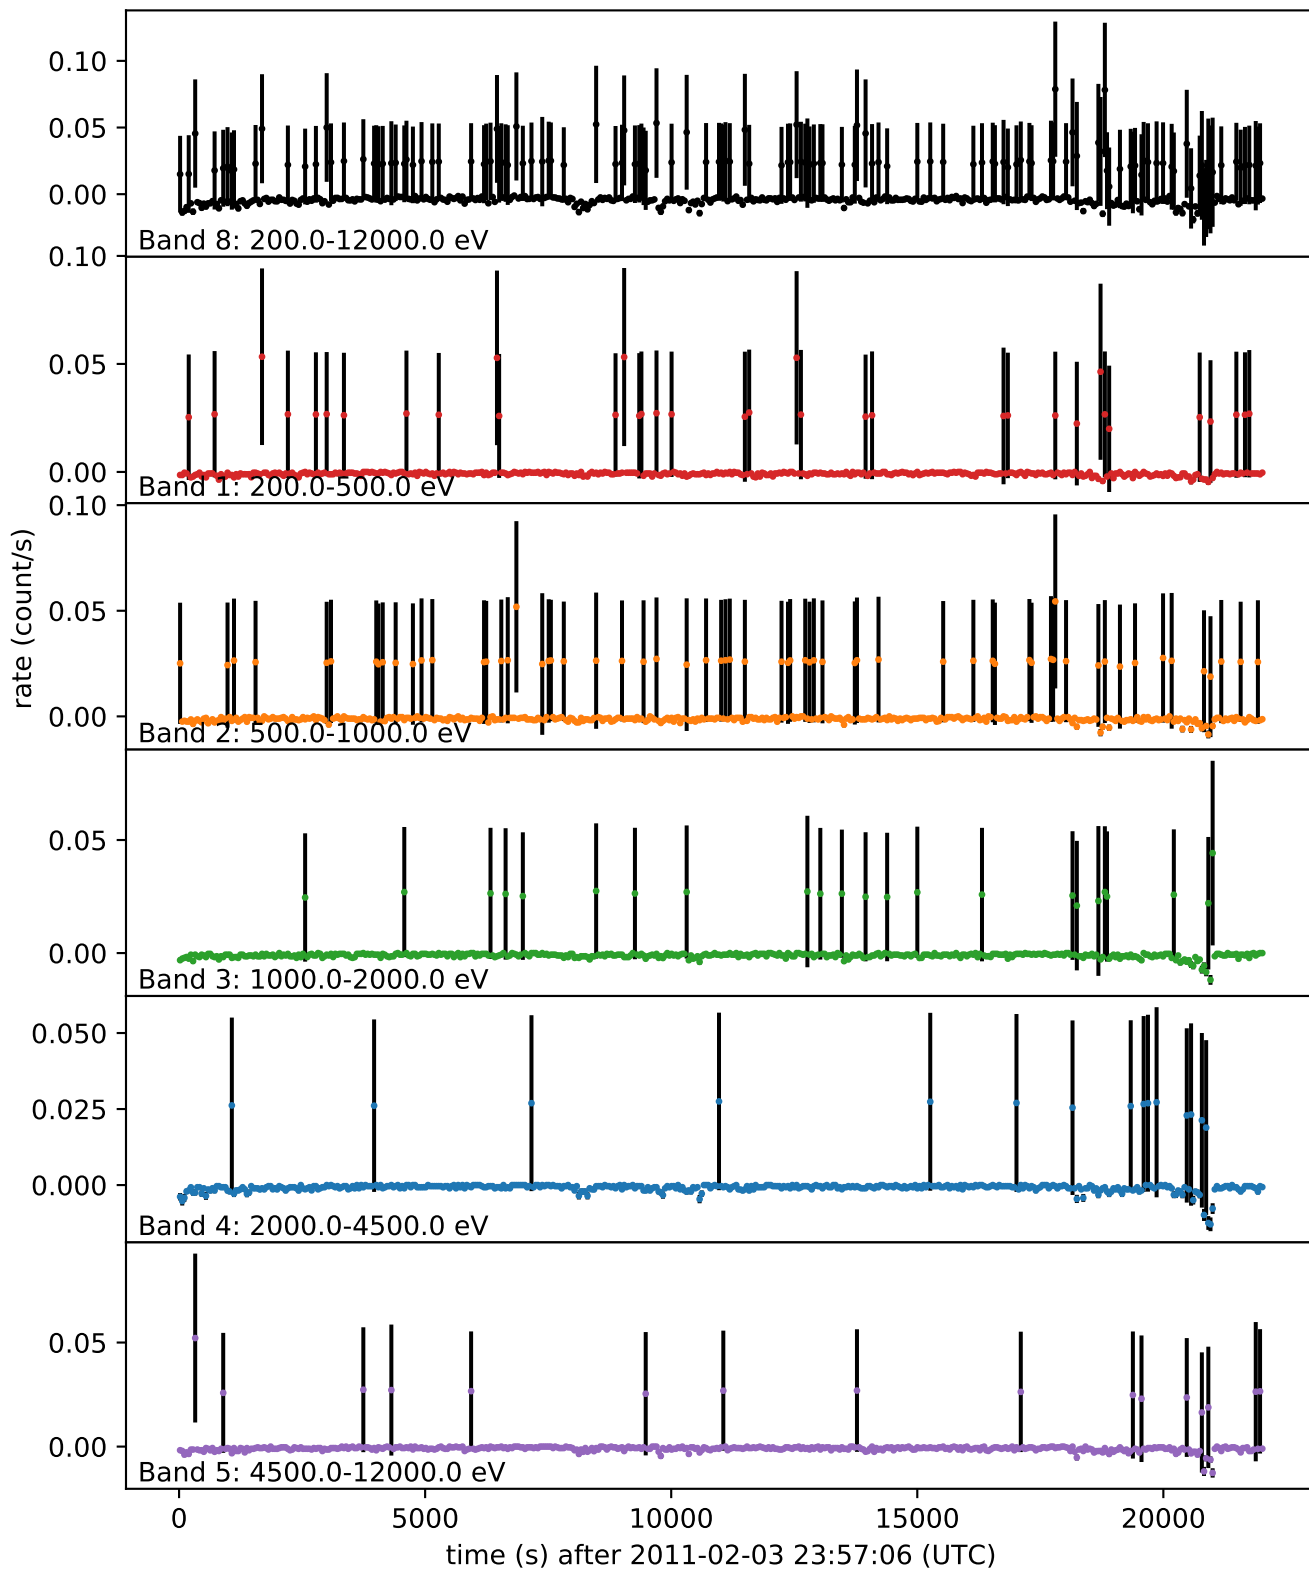 0.10
0.05
0.00
Band 8: 200.0-12000.0 eV
0.10
0.05
0.00
Band 1: 200.0-500.0 eV
0.10
0.05
0.00
Band 2: 500.0-1000.0 eV
rate (count/s)
0.05
0.00
Band 3: 1000.0-2000.0 eV
0.050
0.025
0.000
Band 4: 2000.0-4500.0 eV
0.05
0.00
Band 5: 4500.0-12000.0 eV
0 5000 10000 15000 20000
time (s) after 2011-02-03 23:57:06 (UTC)